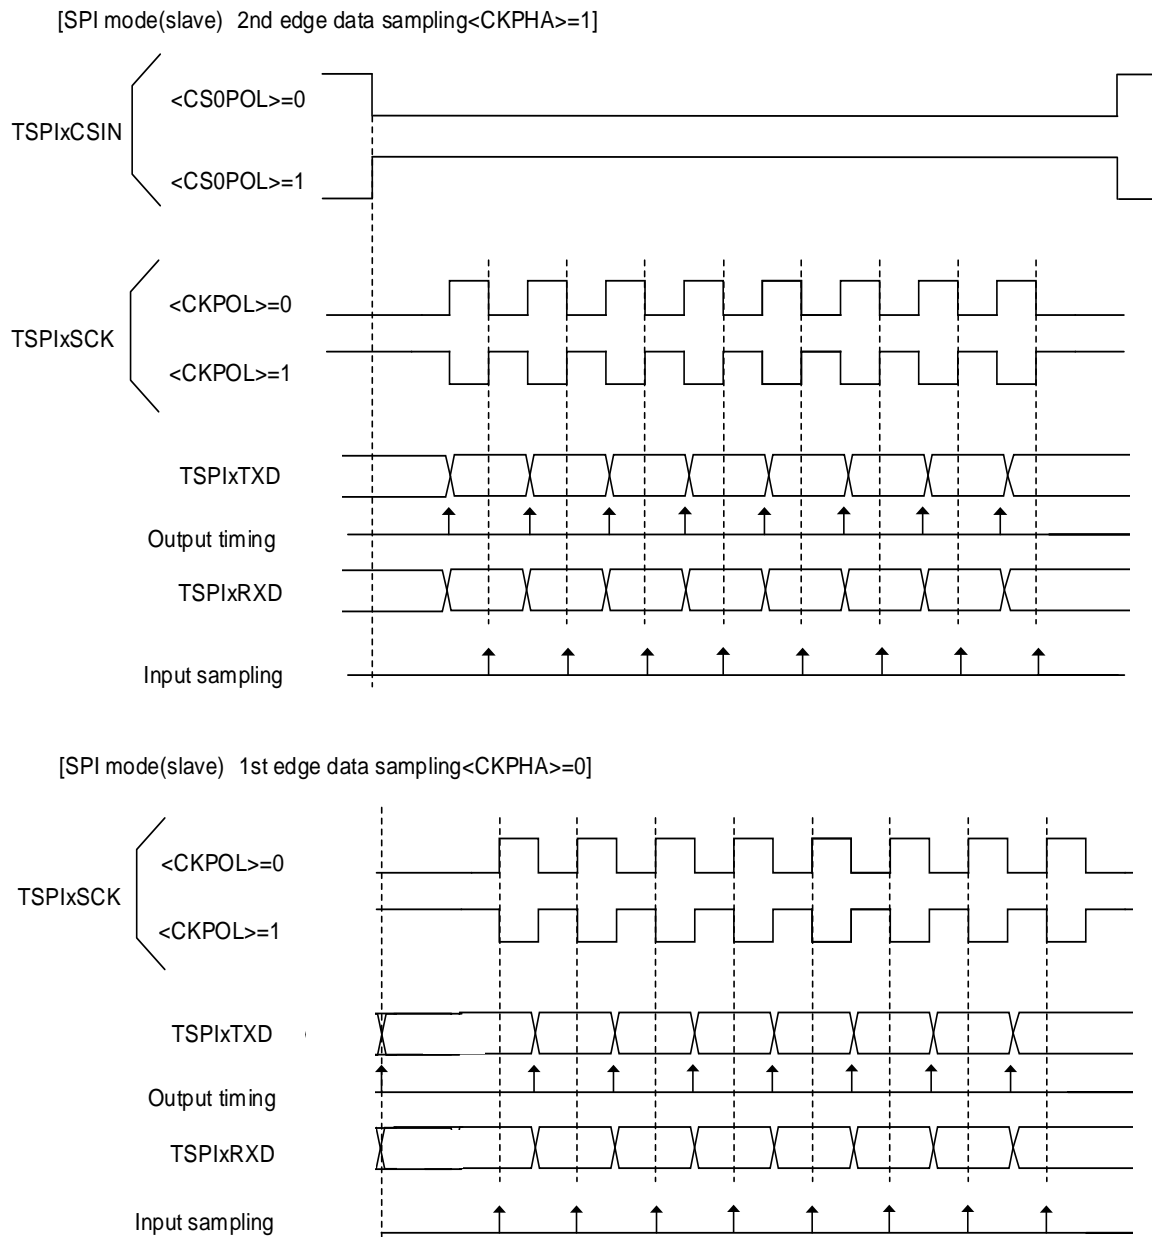 [SPI mode(slave)  2nd edge data sampling<CKPHA>=1]
<CS0POL>=0
TSPIxCSIN
<CS0POL>=1
<CKPOL>=0
TSPIxSCK
<CKPOL>=1
TSPIxTXD
Output timing
TSPIxRXD
Input sampling
[SPI mode(slave)  1st edge data sampling<CKPHA>=0]
<CKPOL>=0
TSPIxSCK
<CKPOL>=1
TSPIxTXD
Output timing
TSPIxRXD
Input sampling